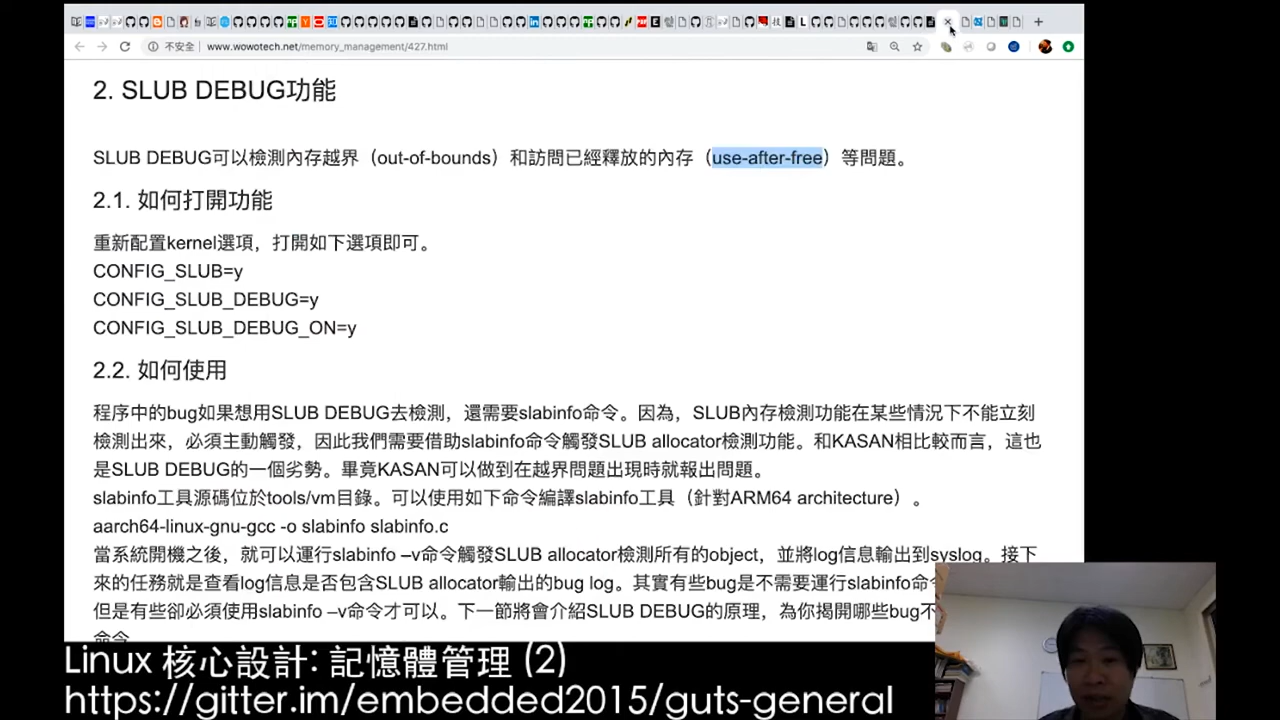 不安全 www.wowotech.net/memory_management/427.html
2. SLUB DEBUG功能
SLUB DEBUG可以檢測內存越界（out-of-bounds）和訪問已經釋放的內存（use-after-free）等問題。
2.1. 如何打開功能
重新配置kernel選項，打開如下選項即可。
CONFIG_SLUB=y
CONFIG_SLUB_DEBUG=y
CONFIG_SLUB_DEBUG_ON=y
2.2. 如何使用
程序中的bug如果想用SLUB DEBUG去檢測，還需要slabinfo命令。因為，SLUB內存檢測功能在某些情況下不能立刻
檢測出來，必須主動觸發，因此我們需要借助slabinfo命令觸發SLUB allocator檢測功能。和KASAN相比較而言，這也
是SLUB DEBUG的一個劣勢。畢竟KASAN可以做到在越界問題出現時就報出問題。
slabinfo工具源碼位於tools/vm目錄。可以使用如下命令編譯slabinfo工具（針對ARM64 architecture）。
aarch64-linux-gnu-gcc -o slabinfo slabinfo.c
當系統開機之後，就可以運行slabinfo –v命令觸發SLUB allocator檢測所有的object，並將log信息輸出到syslog。接下
來的任務就是查看log信息是否包含SLUB allocator輸出的bug log。其實有些bug是不需要運行slabinfo命
但是有些卻必須使用slabinfo –v命令才可以。下一節將會介紹SLUB DEBUG的原理，為你揭開哪些bug不
命令
Linux 核心設計: 記憶體管理 (2)
https://gitter.im/embedded2015/guts-general